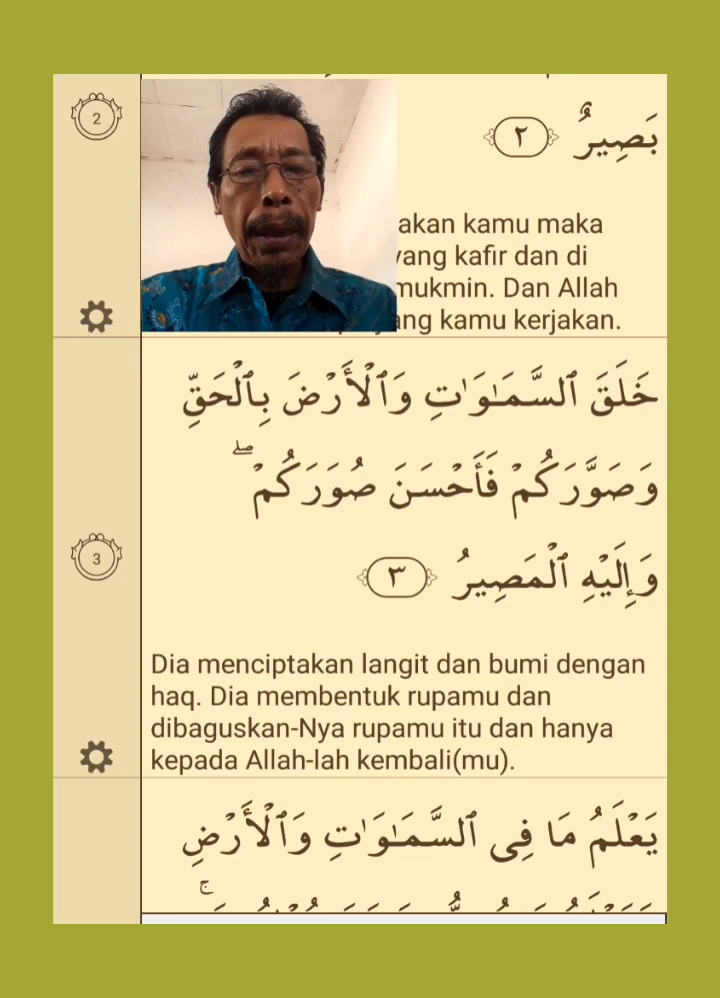 2
بَصِيرٌ ٢
akan kamu maka
yang kafir dan di
mukmin. Dan Allah
ang kamu kerjakan.
خَلَقَ ٱلسَّمَـٰوَٰتِ وَٱلْأَرْضَ بِٱلْحَقِّ
وَصَوَّرَكُمْ فَأَحْسَنَ صُوَرَكُمْ ۖ
3
وَإِلَيْهِ ٱلْمَصِيرُ ٣
Dia menciptakan langit dan bumi dengan
haq. Dia membentuk rupamu dan
dibaguskan-Nya rupamu itu dan hanya
kepada Allah-lah kembali(mu).
يَعْلَمُ مَا فِى ٱلسَّمَـٰوَٰتِ وَٱلْأَرْضِ